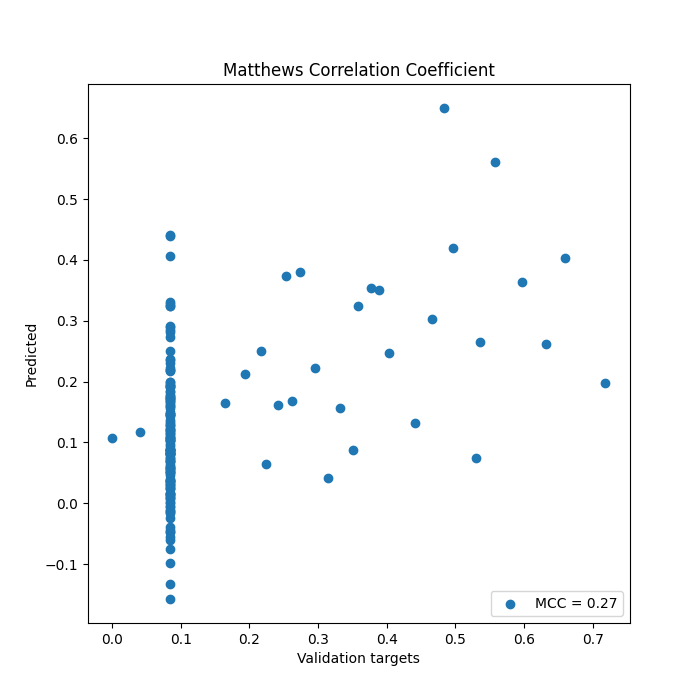 Matthews Correlation Coefficient
0.6
0.5
0.4
0.3
0.2
0.1
0.0
−0.1
Predicted
MCC = 0.27
0.0 0.1 0.2 0.3 0.4 0.5 0.6 0.7
Validation targets